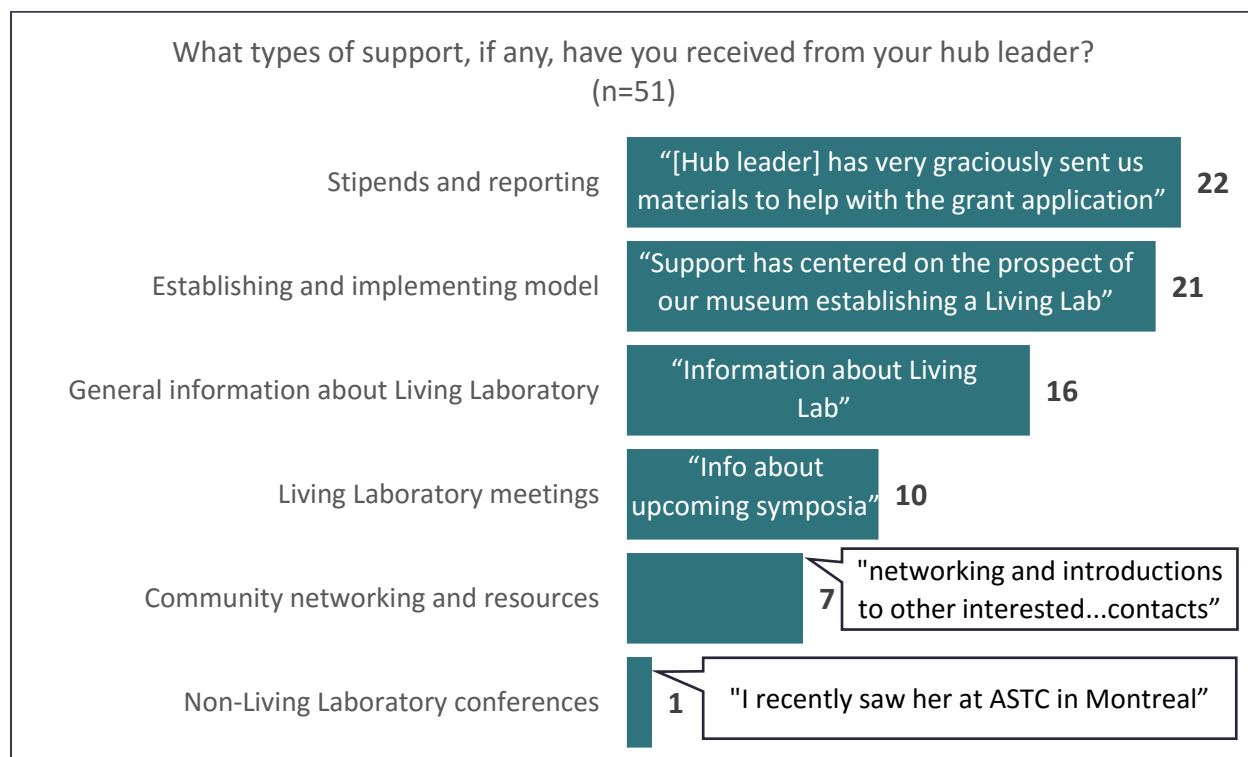 What types of support, if any, have you received from your hub leader?
(n=51)
Stipends and reporting
“[Hub leader] has very graciously sent us
materials to help with the grant application”
22
Establishing and implementing model
“Support has centered on the prospect of
our museum establishing a Living Lab”
21
General information about Living Laboratory
“Information about Living
Lab”
16
Living Laboratory meetings
“Info about
upcoming symposia”
10
Community networking and resources
7
"networking and introductions
to other interested...contacts”
Non-Living Laboratory conferences
1
"I recently saw her at ASTC in Montreal”